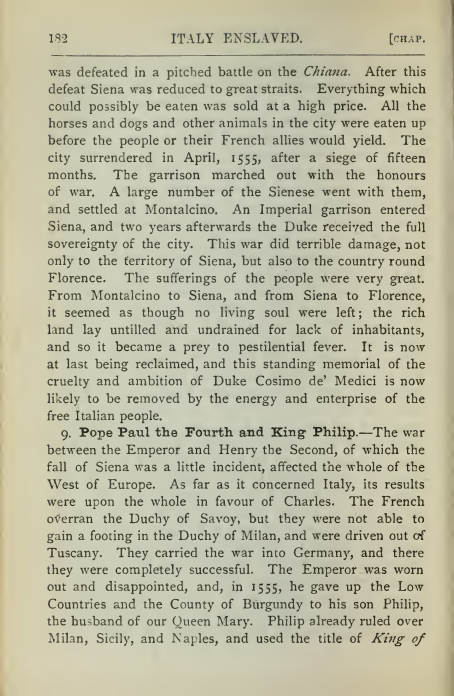 182 ITALY ENSLAVED. [CHAP.
was defeated in a pitched battle on the Chiana. After this
defeat Siena was reduced to great straits. Everything which
could possibly be eaten was sold at a high price. All the
horses and dogs and other animals in the city were eaten up
before the people or their French allies would yield. The
city surrendered in April, 1555, after a siege of fifteen
months. The garrison marched out with the honours
of war. A large number of the Sienese went with them,
and settled at Montalcino. An Imperial garrison entered
Siena, and two years afterwards the Duke received the full
sovereignty of the city. This war did terrible damage, not
only to the territory of Siena, but also to the country round
Florence. The sufferings of the people were very great.
From Montalcino to Siena, and from Siena to Florence,
it seemed as though no living soul were left; the rich
land lay untilled and undrained for lack of inhabitants,
and so it became a prey to pestilential fever. It is now
at last being reclaimed, and this standing memorial of the
cruelty and ambition of Duke Cosimo de' Medici is now
likely to be removed by the energy and enterprise of the
free Italian people.
9. Pope Paul the Fourth and King Philip.—The war
between the Emperor and Henry the Second, of which the
fall of Siena was a little incident, affected the whole of the
West of Europe. As far as it concerned Italy, its results
were upon the whole in favour of Charles. The French
overran the Duchy of Savoy, but they were not able to
gain a footing in the Duchy of Milan, and were driven out of
Tuscany. They carried the war into Germany, and there
they were completely successful. The Emperor was worn
out and disappointed, and, in 1555, he gave up the Low
Countries and the County of Burgundy to his son Philip,
the husband of our Queen Mary. Philip already ruled over
Milan, Sicily, and Naples, and used the title of King of